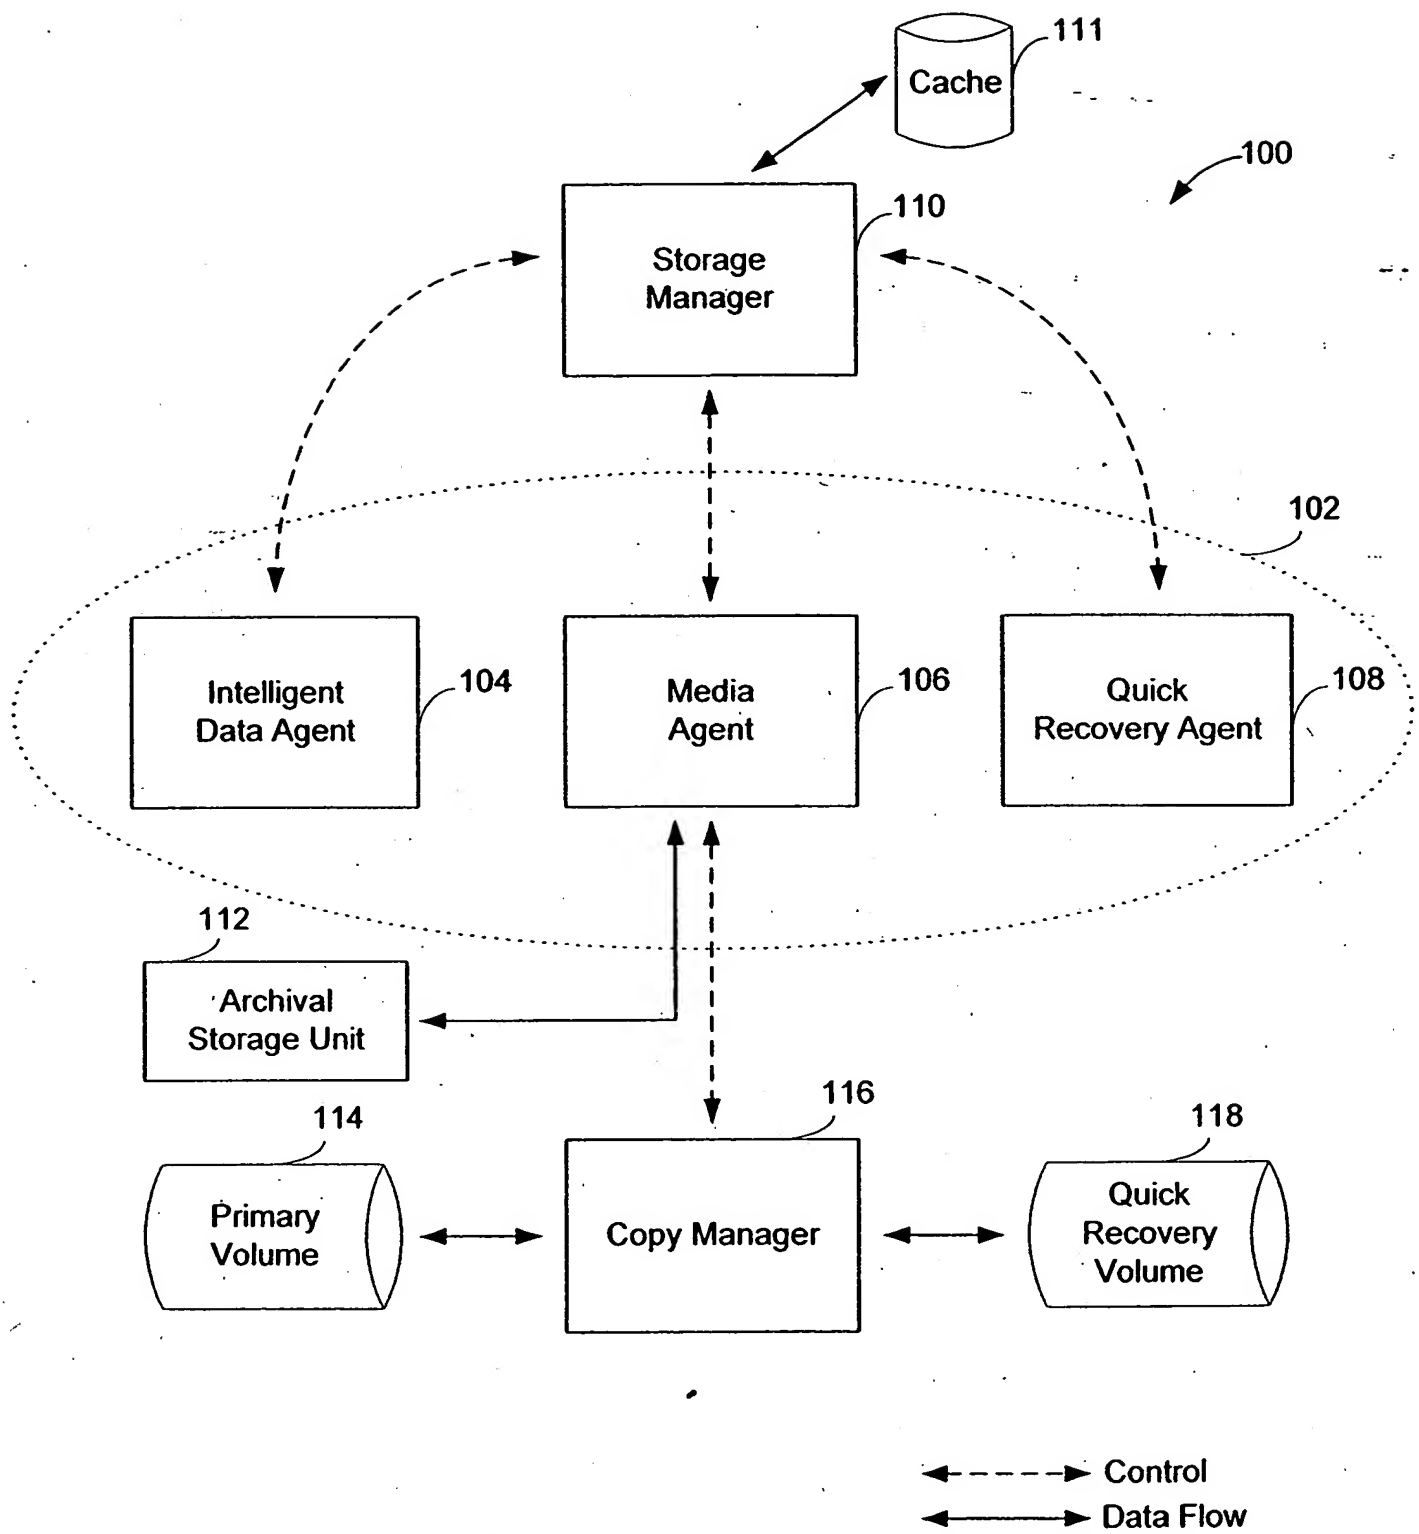 111
Cache
100
110
Storage
Manager
102
104
Intelligent
Data Agent
106
Media
Agent
108
Quick
Recovery Agent
112
Archival
Storage Unit
114
Primary
Volume
116
Copy Manager
118
Quick
Recovery
Volume
Control
Data Flow